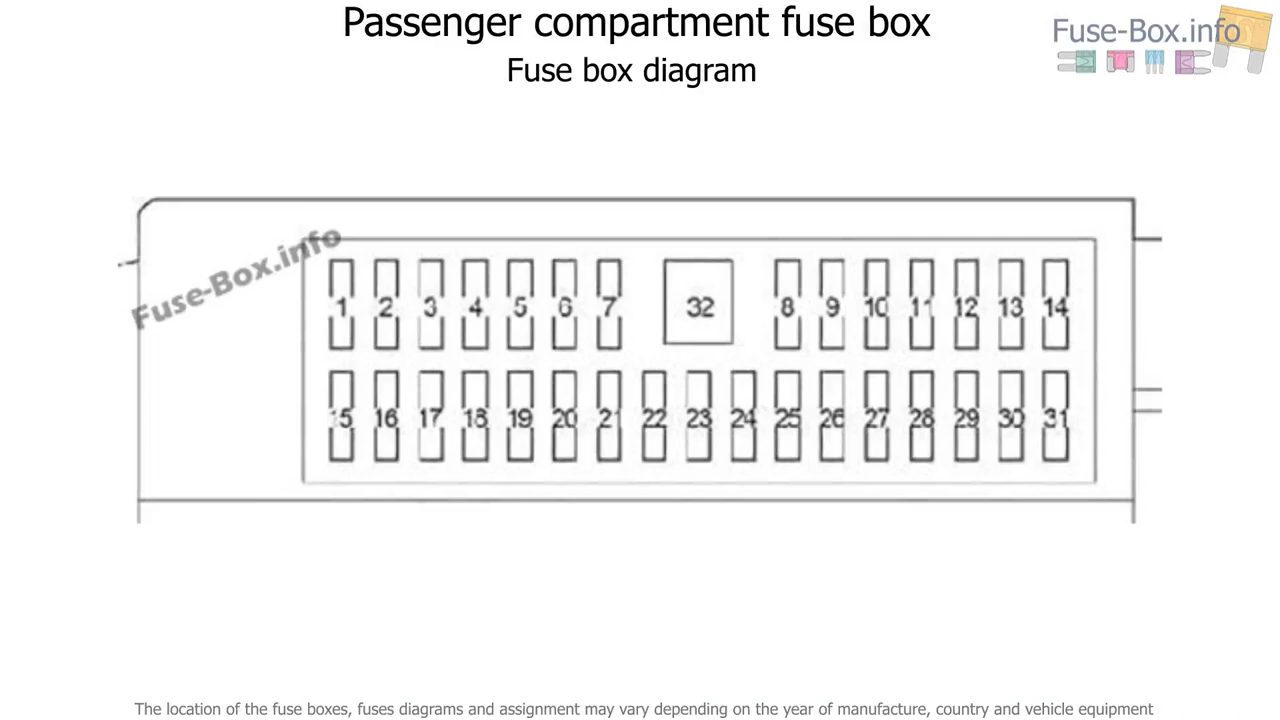 Passenger compartment fuse box
Fuse box diagram
Fuse-Box.info
Fuse-Box.info
1 2 3 4 5 6 7 32 8 9 10 11 12 13 14
15 16 17 18 19 20 21 22 23 24 25 26 27 28 29 30 31
The location of the fuse boxes, fuses diagrams and assignment may vary depending on the year of manufacture, country and vehicle equipment